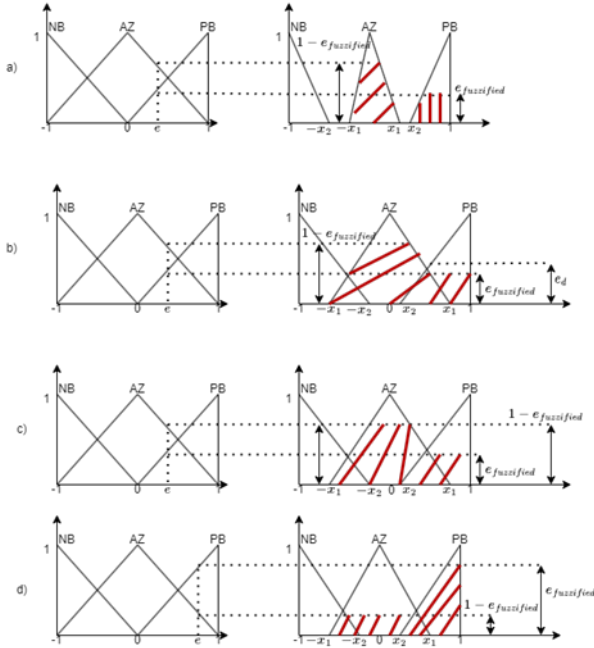 a)
NB AZ PB
1
-1 0 e 1
NB AZ PB
1 − e_fuzzified
e_fuzzified
-1 −x₂ −x₁ x₁ x₂ 1
b)
NB AZ PB
1
-1 0 e 1
NB AZ PB
1 − e_fuzzified
e_fuzzified
e_d
-1 −x₁ −x₂ 0 x₂ x₁ 1
c)
NB AZ PB
1
-1 0 e 1
NB AZ PB
1 − e_fuzzified
e_fuzzified
-1 −x₁ −x₂ 0 x₂ x₁ 1
d)
NB AZ PB
1
-1 0 e 1
NB AZ PB
e_fuzzified
1 − e_fuzzified
-1 −x₁ −x₂ 0 x₂ x₁ 1